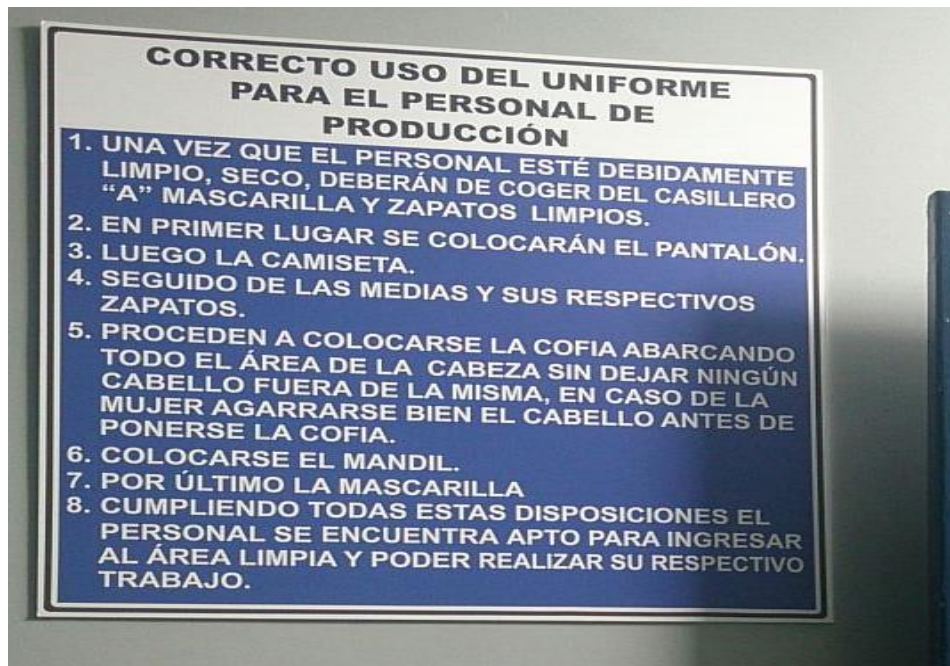 CORRECTO USO DEL UNIFORME
PARA EL PERSONAL DE
PRODUCCIÓN
1. UNA VEZ QUE EL PERSONAL ESTÉ DEBIDAMENTE
LIMPIO, SECO, DEBERÁN DE COGER DEL CASILLERO
“A” MASCARILLA Y ZAPATOS LIMPIOS.
2. EN PRIMER LUGAR SE COLOCARÁN EL PANTALÓN.
3. LUEGO LA CAMISETA.
4. SEGUIDO DE LAS MEDIAS Y SUS RESPECTIVOS
ZAPATOS.
5. PROCEDEN A COLOCARSE LA COFIA ABARCANDO
TODO EL ÁREA DE LA CABEZA SIN DEJAR NINGÚN
CABELLO FUERA DE LA MISMA, EN CASO DE LA
MUJER AGARRARSE BIEN EL CABELLO ANTES DE
PONERSE LA COFIA.
6. COLOCARSE EL MANDIL.
7. POR ÚLTIMO LA MASCARILLA
8. CUMPLIENDO TODAS ESTAS DISPOSICIONES EL
PERSONAL SE ENCUENTRA APTO PARA INGRESAR
AL ÁREA LIMPIA Y PODER REALIZAR SU RESPECTIVO
TRABAJO.